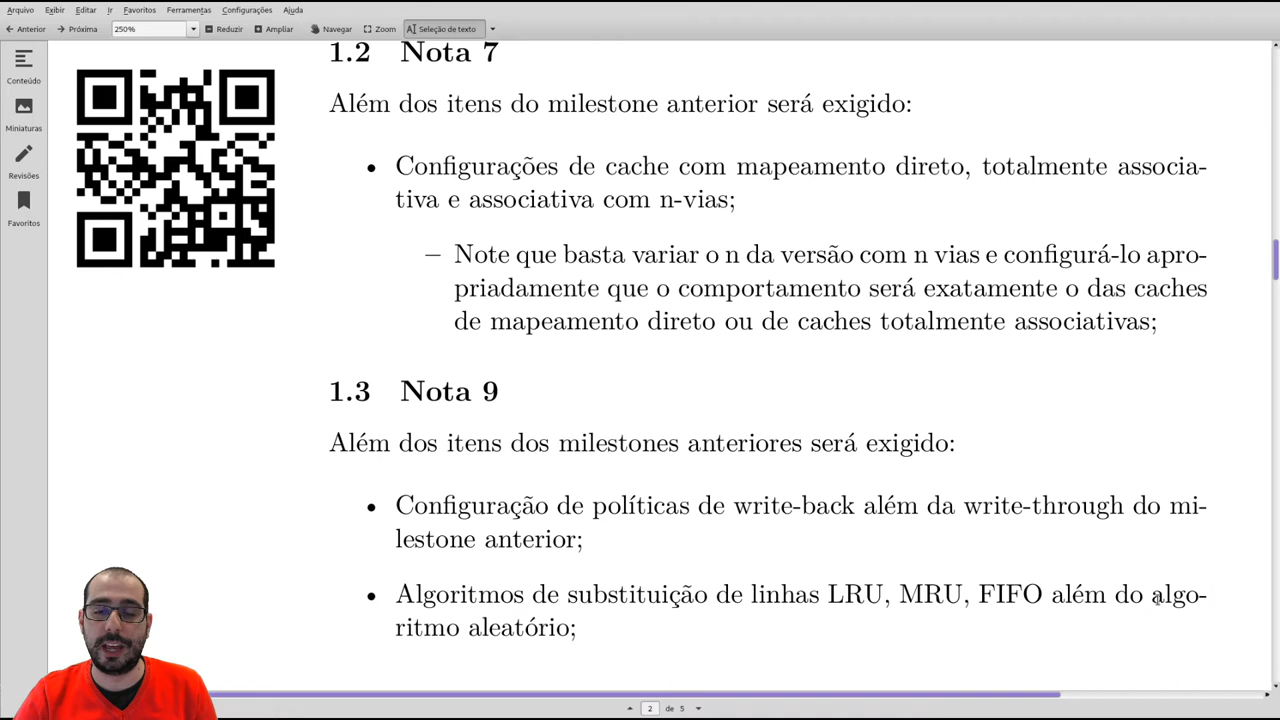 Arquivo Exibir Editar Ir Favoritos Ferramentas Configurações Ajuda
Anterior Próxima 250% Reduzir Ampliar Navegar Zoom Seleção de texto
Conteúdo
Miniaturas
Revisões
Favoritos
1.2 Nota 7
Além dos itens do milestone anterior será exigido:
• Configurações de cache com mapeamento direto, totalmente associa-
tiva e associativa com n-vias;
– Note que basta variar o n da versão com n vias e configurá-lo apro-
priadamente que o comportamento será exatamente o das caches
de mapeamento direto ou de caches totalmente associativas;
1.3 Nota 9
Além dos itens dos milestones anteriores será exigido:
• Configuração de políticas de write-back além da write-through do mi-
lestone anterior;
• Algoritmos de substituição de linhas LRU, MRU, FIFO além do algo-
ritmo aleatório;
2 de 5